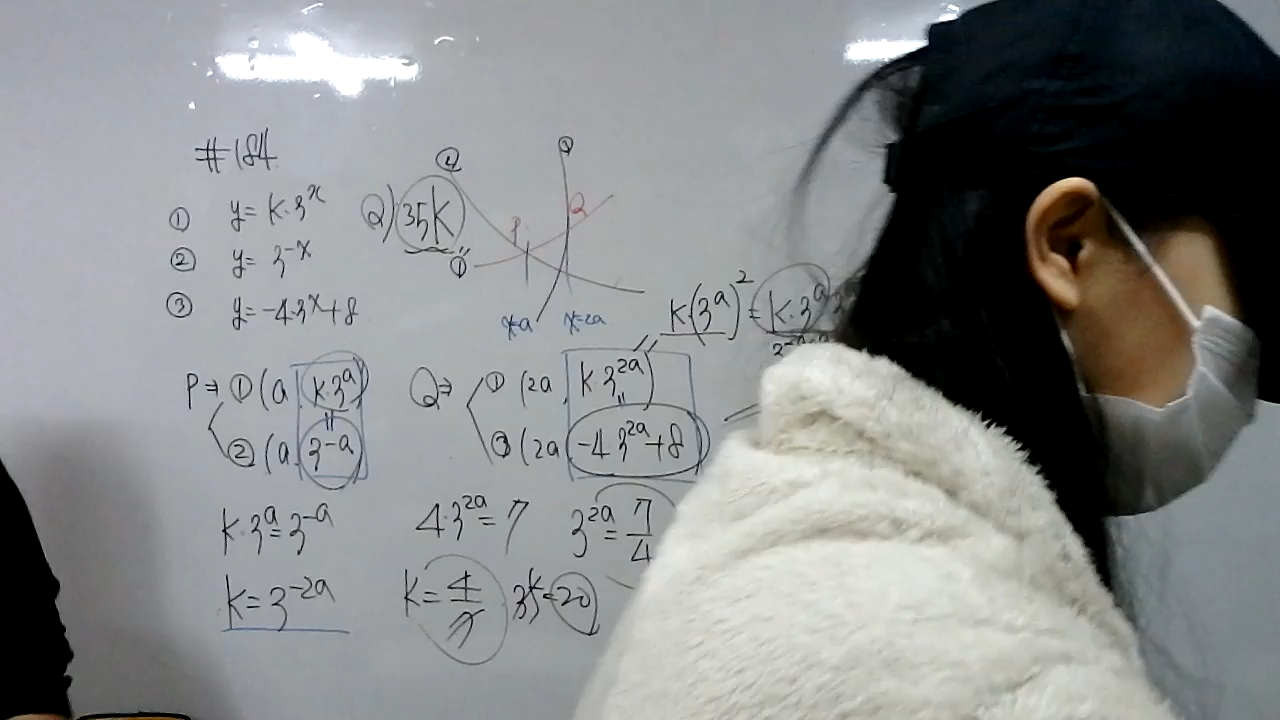 #184
① y=k·3^x
② y=3^-x
③ y=-4·3^x+8
Q) 35k
② ③
P Q
①
x=a x=2a
k·(3^a)^2 = k·3^a
P⇒ ① (a, k·3^a)
② (a, 3^-a)
Q⇒ ① (2a, k·3^2a)
③ (2a, -4·3^2a+8)
k·3^a=3^-a
k=3^-2a
4·3^2a=7
3^2a=7/4
k=4/7
35k=20